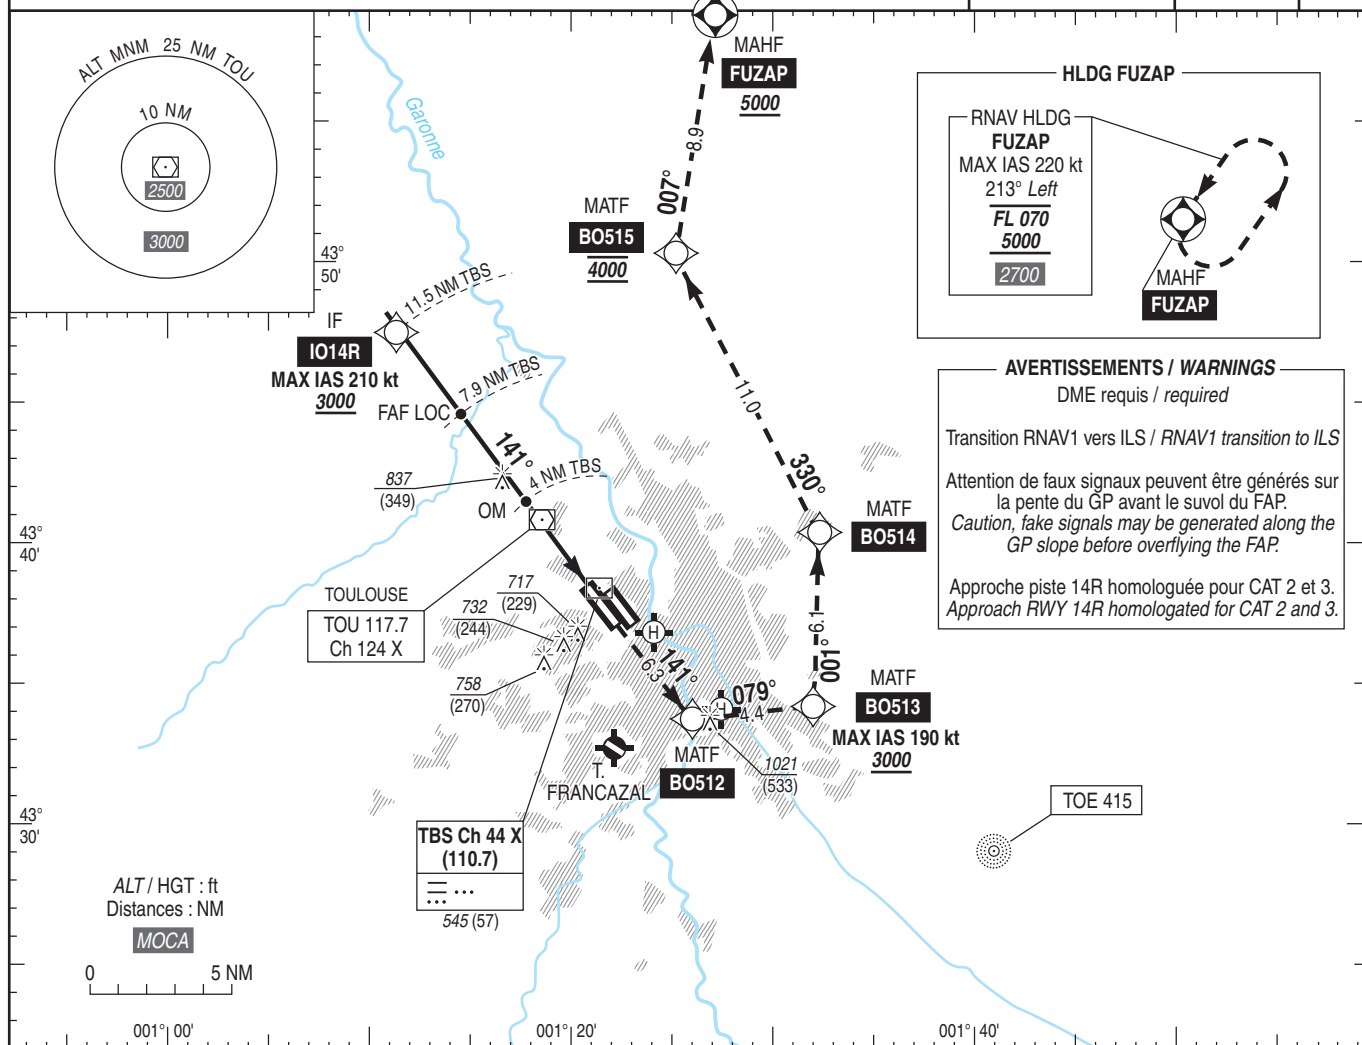 ALT MNM 25 NM TOU
10 NM
2500
3000
43°
50'
Garonne
MAHF
FUZAP
5000
8.9
007°
MATF
BO515
4000
HLDG FUZAP
RNAV HLDG
FUZAP
MAX IAS 220 kt
213° Left
FL 070
5000
2700
MAHF
FUZAP
11.5 NM TBS
IF
IO14R
MAX IAS 210 kt
3000
7.9 NM TBS
FAF LOC
141°
837
(349)
4 NM TBS
OM
11.0
330°
MATF
BO514
AVERTISSEMENTS / WARNINGS
DME requis / required
Transition RNAV1 vers ILS / RNAV1 transition to ILS
Attention de faux signaux peuvent être générés sur
la pente du GP avant le suvol du FAP.
Caution, fake signals may be generated along the
GP slope before overflying the FAP.
Approche piste 14R homologuée pour CAT 2 et 3.
Approach RWY 14R homologated for CAT 2 and 3.
43°
40'
TOULOUSE
TOU 117.7
Ch 124 X
717
(229)
732
(244)
758
(270)
H
141°
6.3
H
079°
4.4
001°
6.1
MATF
BO513
MAX IAS 190 kt
3000
MATF
BO512
1021
(533)
T.
FRANCAZAL
TOE 415
43°
30'
TBS Ch 44 X
(110.7)
545 (57)
ALT / HGT : ft
Distances : NM
MOCA
0 5 NM
001° 00'
001° 20'
001° 40'